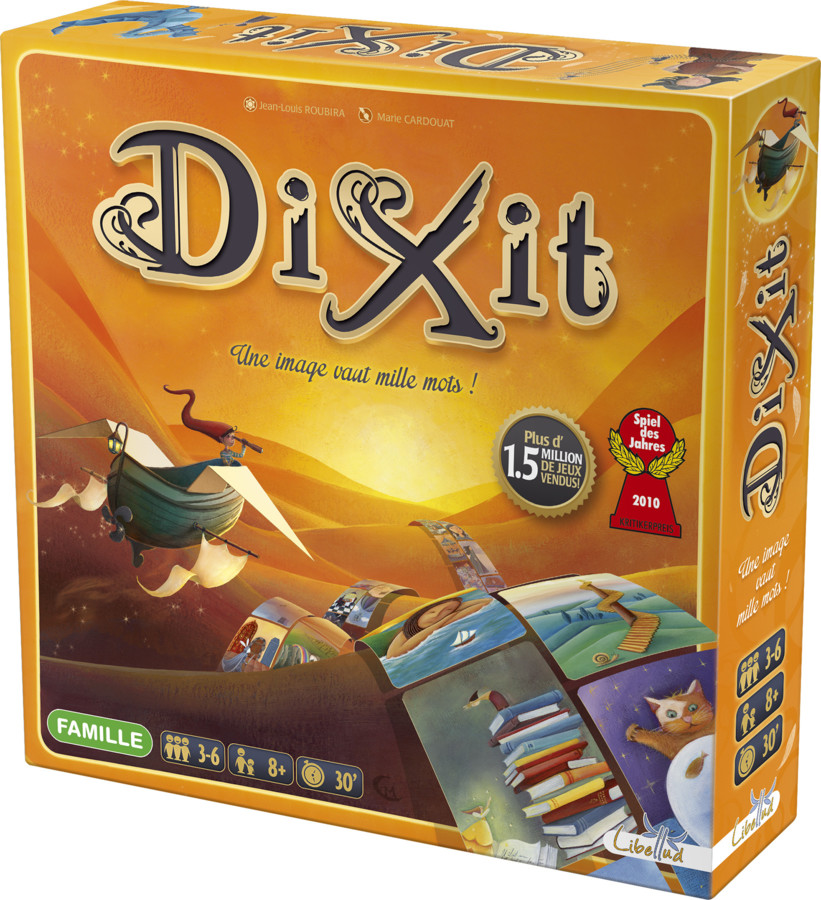 DiXit
Jean-Louis ROUBIRA
Marie CARDOUAT
DiXit
Une image vaut mille mots !
Plus d'
1.5 MILLION
DE JEUX
VENDUS!
Spiel
des
Jahres
2010
KRITIKERPREIS
FAMILLE
3-6
8+
30'
Libellud
DiXit
Une image
vaut
mille mots !
3-6
8+
30'
Libellud